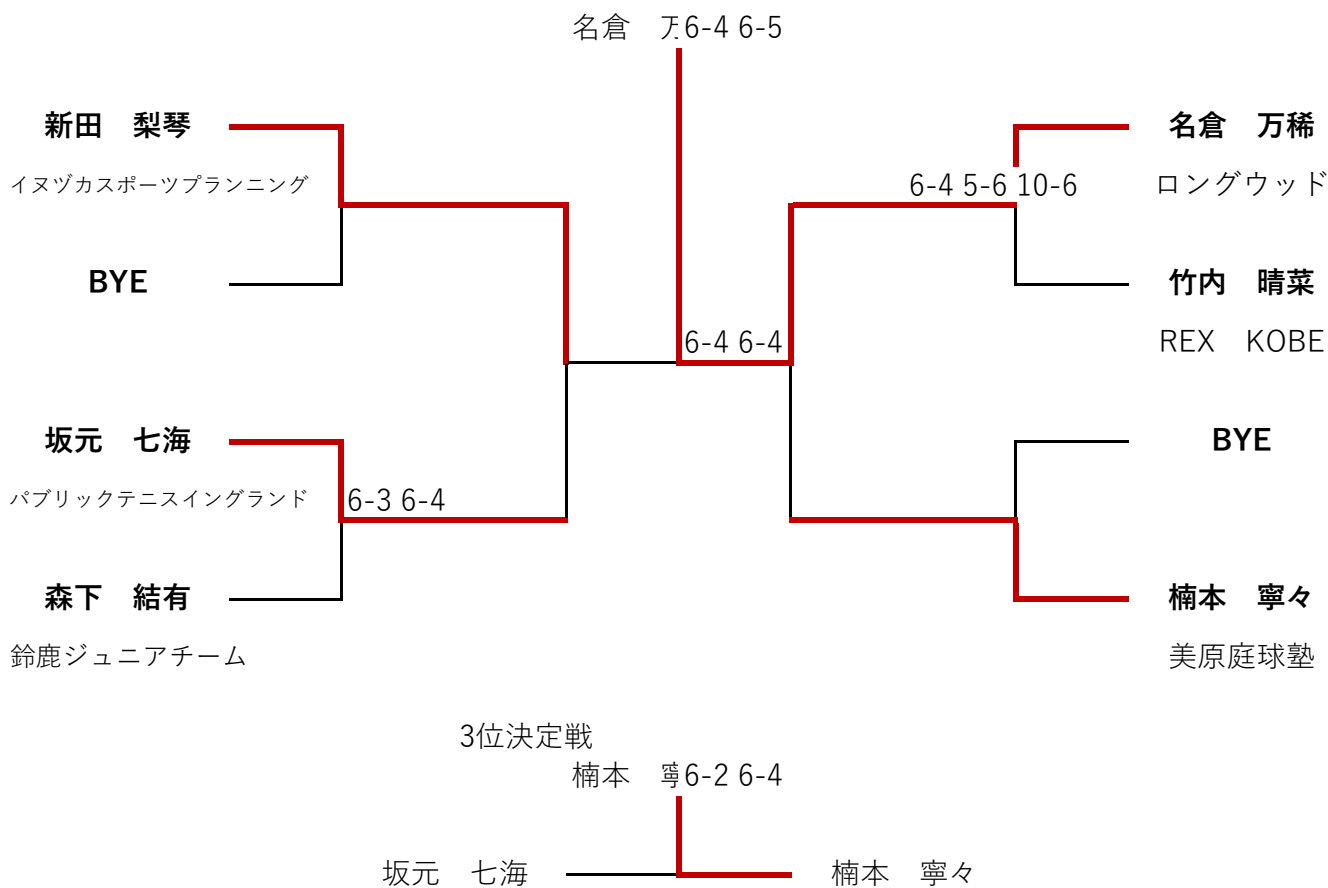 名倉　万6-4 6-5
新田　梨琴
イヌヅカスポーツプランニング
BYE
坂元　七海
パブリックテニスイングランド
6-3 6-4
森下　結有
鈴鹿ジュニアチーム
6-4 6-4
名倉　万稀
6-4 5-6 10-6
ロングウッド
竹内　晴菜
REX　KOBE
BYE
楠本　寧々
美原庭球塾
3位決定戦
楠本　寧6-2 6-4
坂元　七海
楠本　寧々